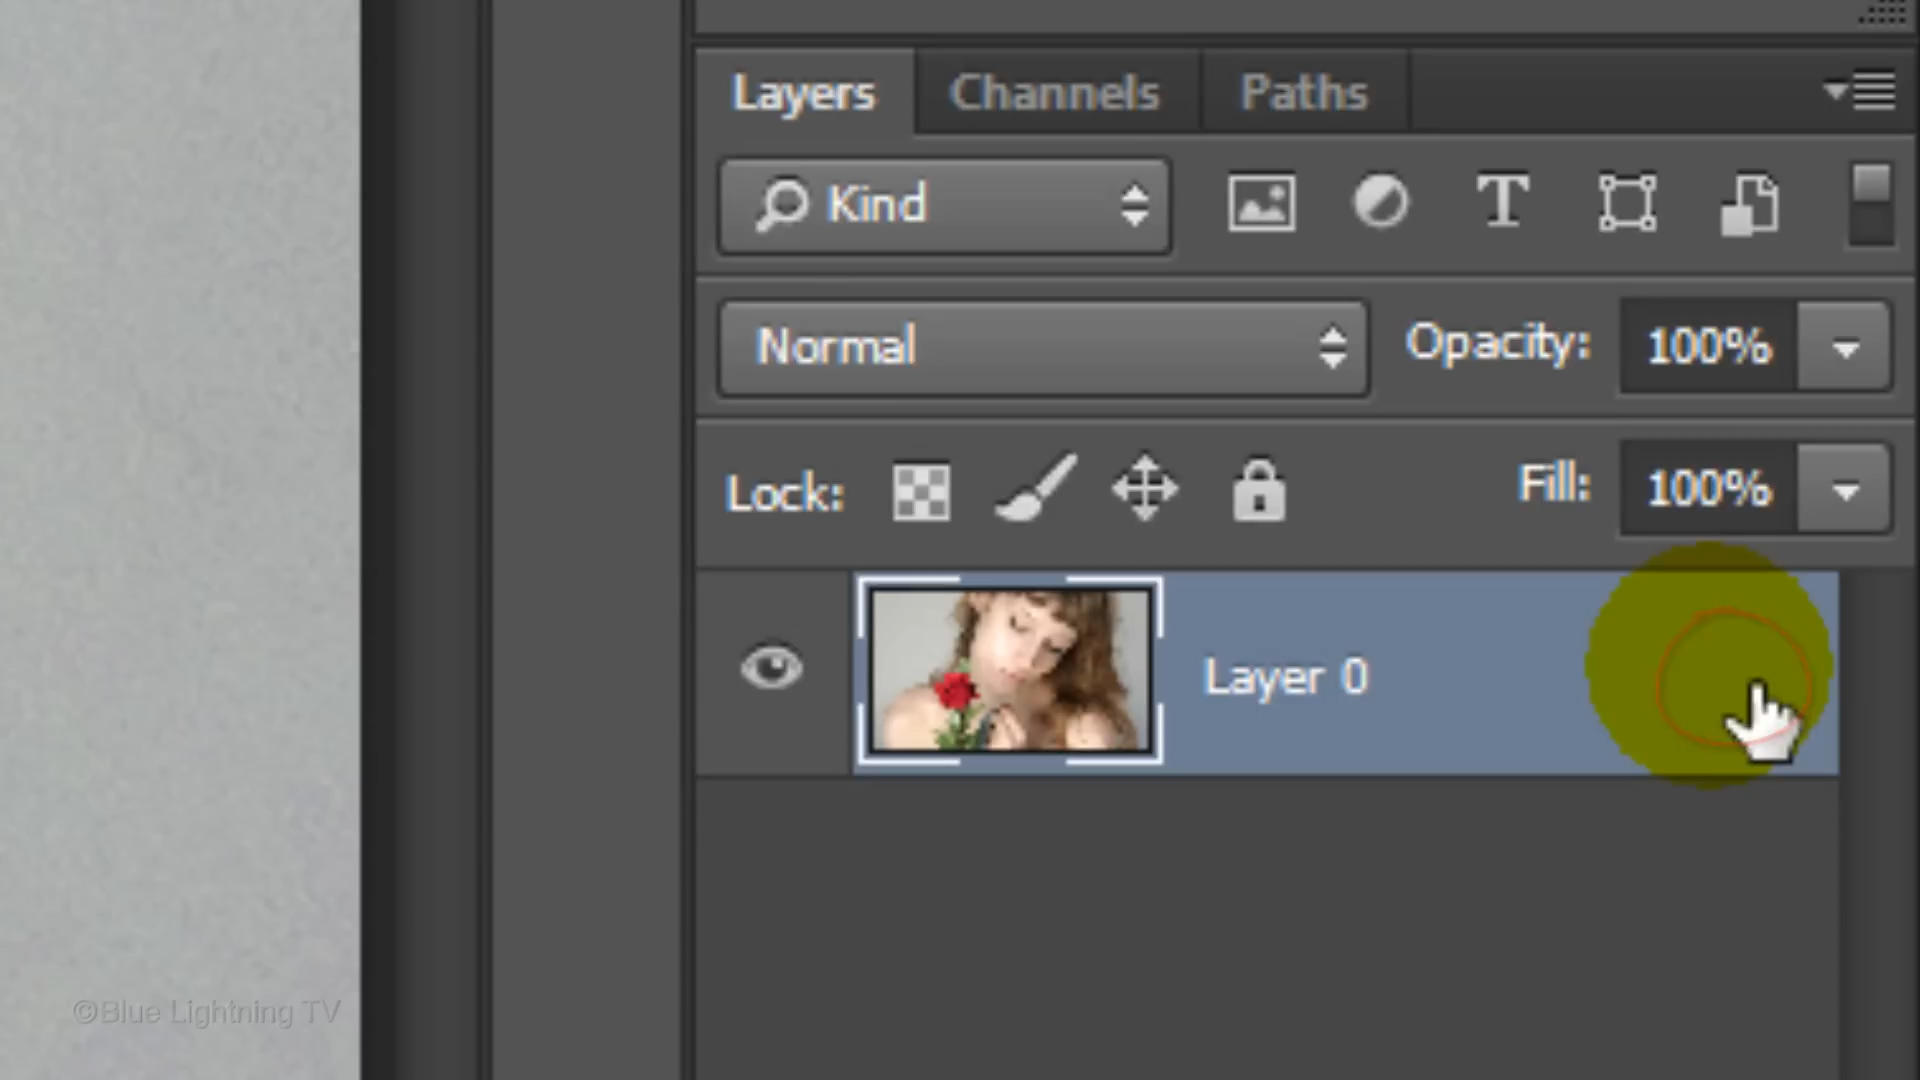 Layers Channels Paths
Kind T
Normal Opacity: 100%
Lock: Fill: 100%
Layer 0
©Blue Lightning TV